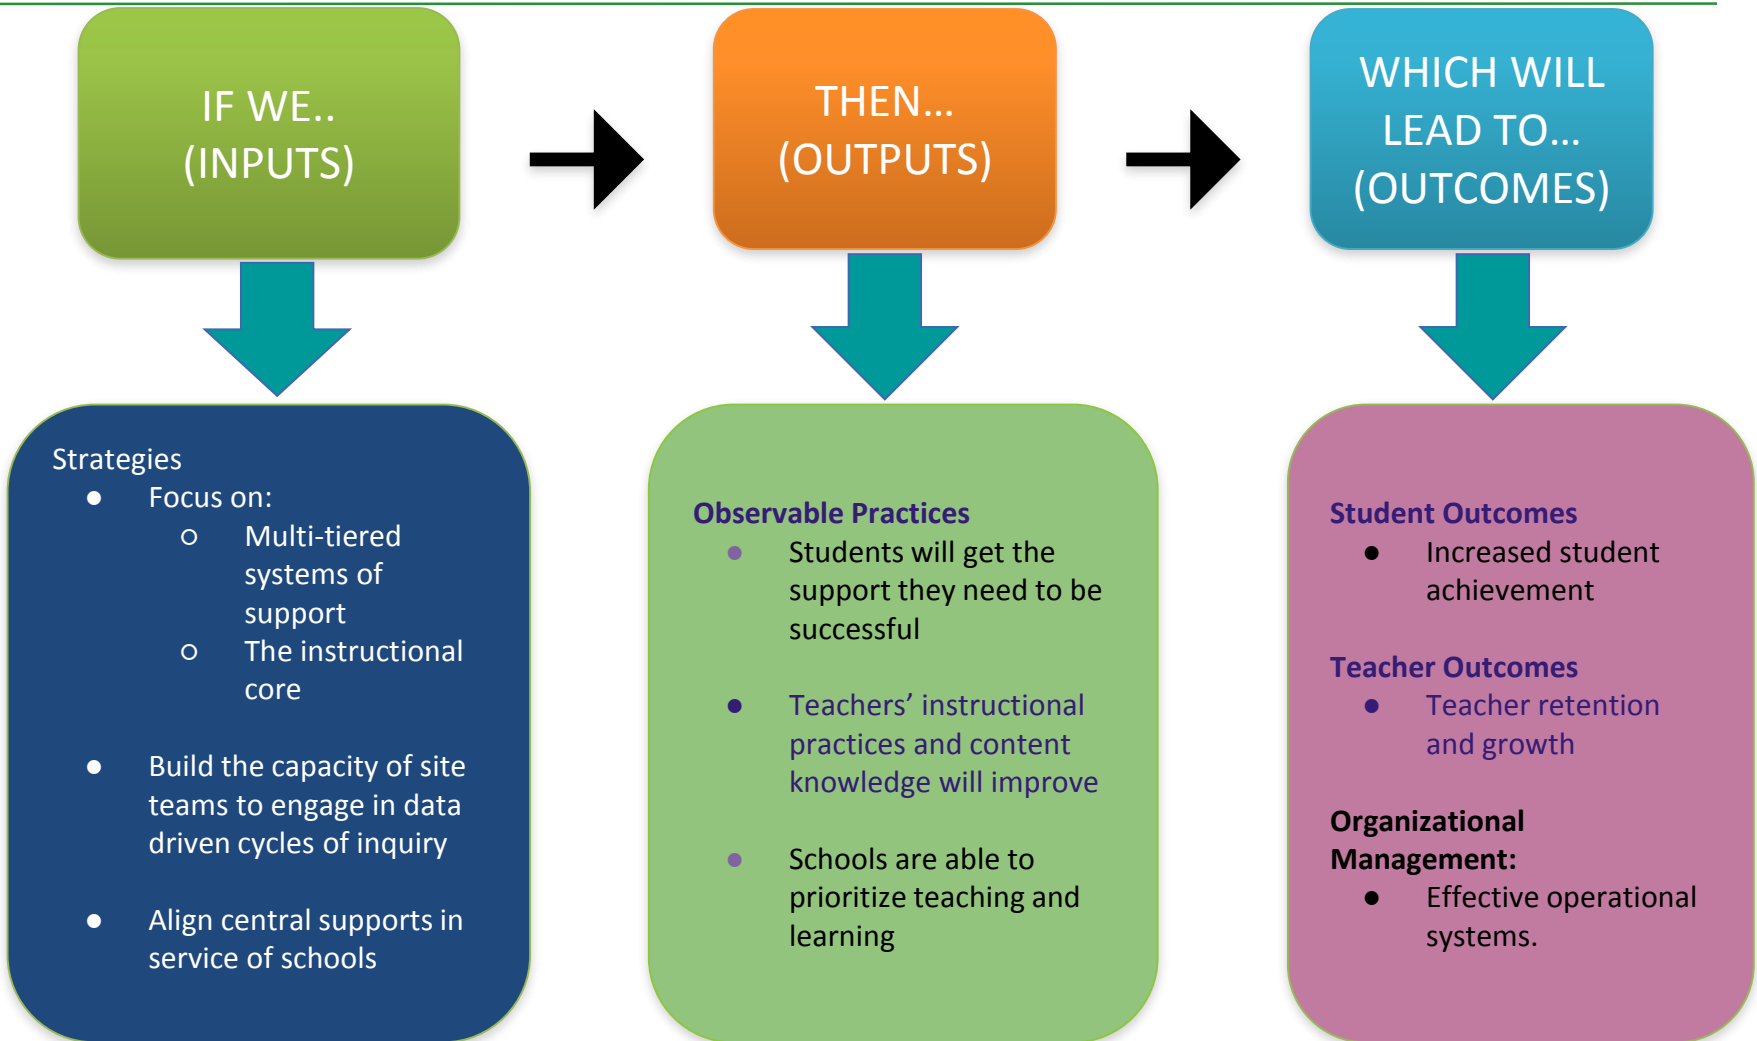 IF WE..
(INPUTS)
THEN...
(OUTPUTS)
WHICH WILL
LEAD TO...
(OUTCOMES)
Strategies
● Focus on:
○ Multi-tiered
systems of
support
○ The instructional
core
● Build the capacity of site
teams to engage in data
driven cycles of inquiry
● Align central supports in
service of schools
Observable Practices
● Students will get the
support they need to be
successful
● Teachers’ instructional
practices and content
knowledge will improve
● Schools are able to
prioritize teaching and
learning
Student Outcomes
● Increased student
achievement
Teacher Outcomes
● Teacher retention
and growth
Organizational
Management:
● Effective operational
systems.